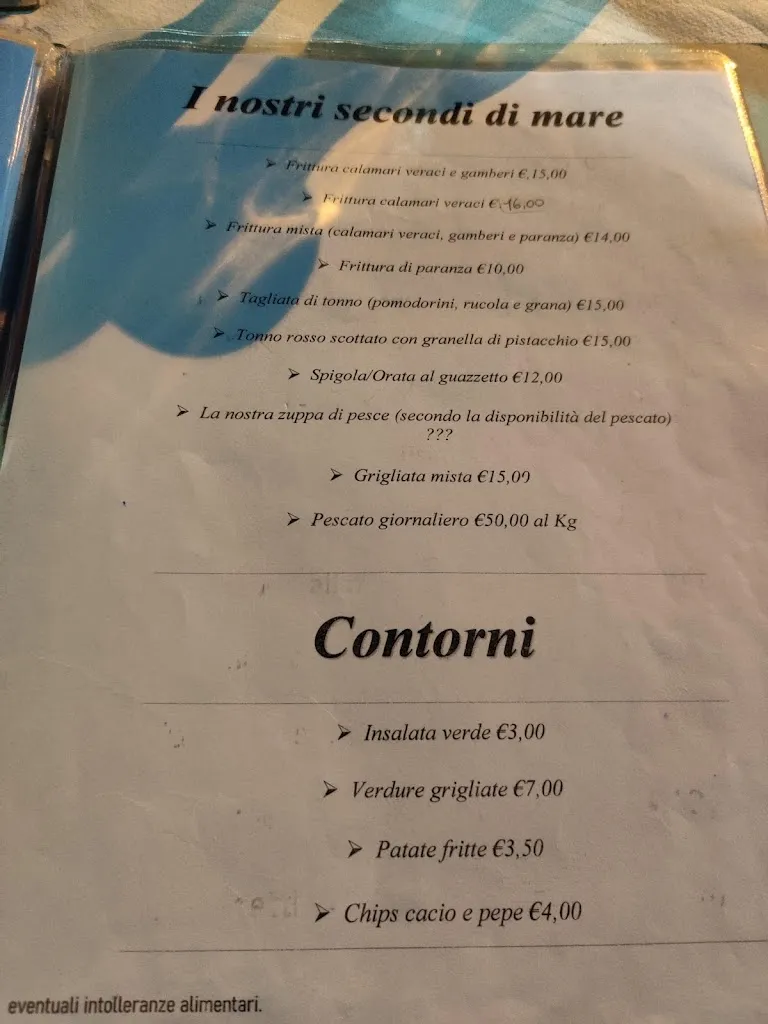 I nostri secondi di mare
➢ Frittura calamari veraci e gamberi €,15,00
➢ Frittura calamari veraci €.16,00
➢ Frittura mista (calamari veraci, gamberi e paranza) €14,00
➢ Frittura di paranza €10,00
➢ Tagliata di tonno (pomodorini, rucola e grana) €15,00
➢ Tonno rosso scottato con granella di pistacchio €15,00
➢ Spigola/Orata al guazzetto €12,00
➢ La nostra zuppa di pesce (secondo la disponibilità del pescato)
???
➢ Grigliata mista €15,00
➢ Pescato giornaliero €50,00 al Kg
Contorni
➢ Insalata verde €3,00
➢ Verdure grigliate €7,00
➢ Patate fritte €3,50
➢ Chips cacio e pepe €4,00
eventuali intolleranze alimentari.